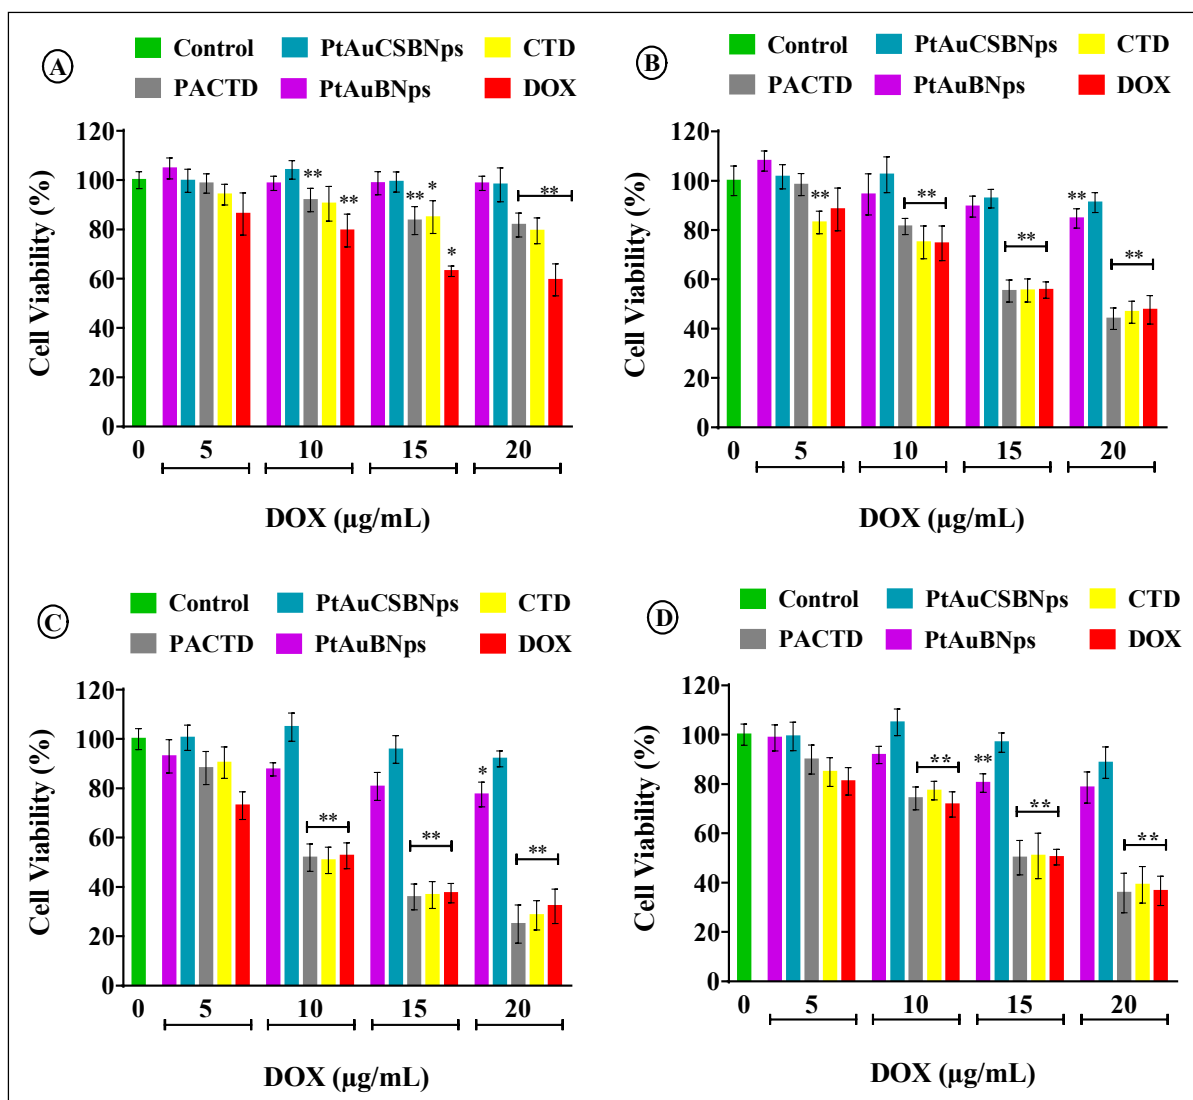 A
Control PtAuCSBNps CTD
PACTD PtAuBNps DOX
Cell Viability (%)
120
100
80
60
40
20
0
** ** ** * * **
0 5 10 15 20
DOX (µg/mL)
B
Control PtAuCSBNps CTD
PACTD PtAuBNps DOX
Cell Viability (%)
120
100
80
60
40
20
0
** ** ** ** **
0 5 10 15 20
DOX (µg/mL)
C
Control PtAuCSBNps CTD
PACTD PtAuBNps DOX
Cell Viability (%)
120
100
80
60
40
20
0
** ** * **
0 5 10 15 20
DOX (µg/mL)
D
Control PtAuCSBNps CTD
PACTD PtAuBNps DOX
Cell Viability (%)
120
100
80
60
40
20
0
** ** ** **
0 5 10 15 20
DOX (µg/mL)